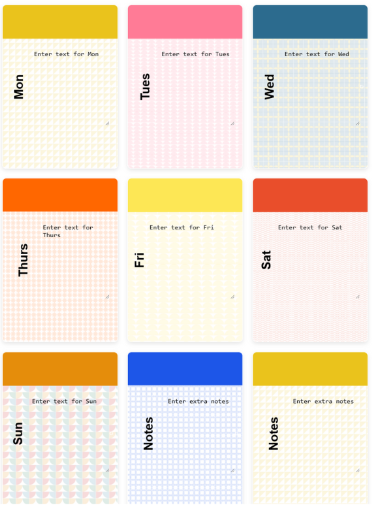 Enter text for Mon
Mon
Enter text for Tues
Tues
Enter text for Wed
Wed
Enter text for
Thurs
Thurs
Enter text for Fri
Fri
Enter text for Sat
Sat
Enter text for Sun
Sun
Enter extra notes
Notes
Enter extra notes
Notes